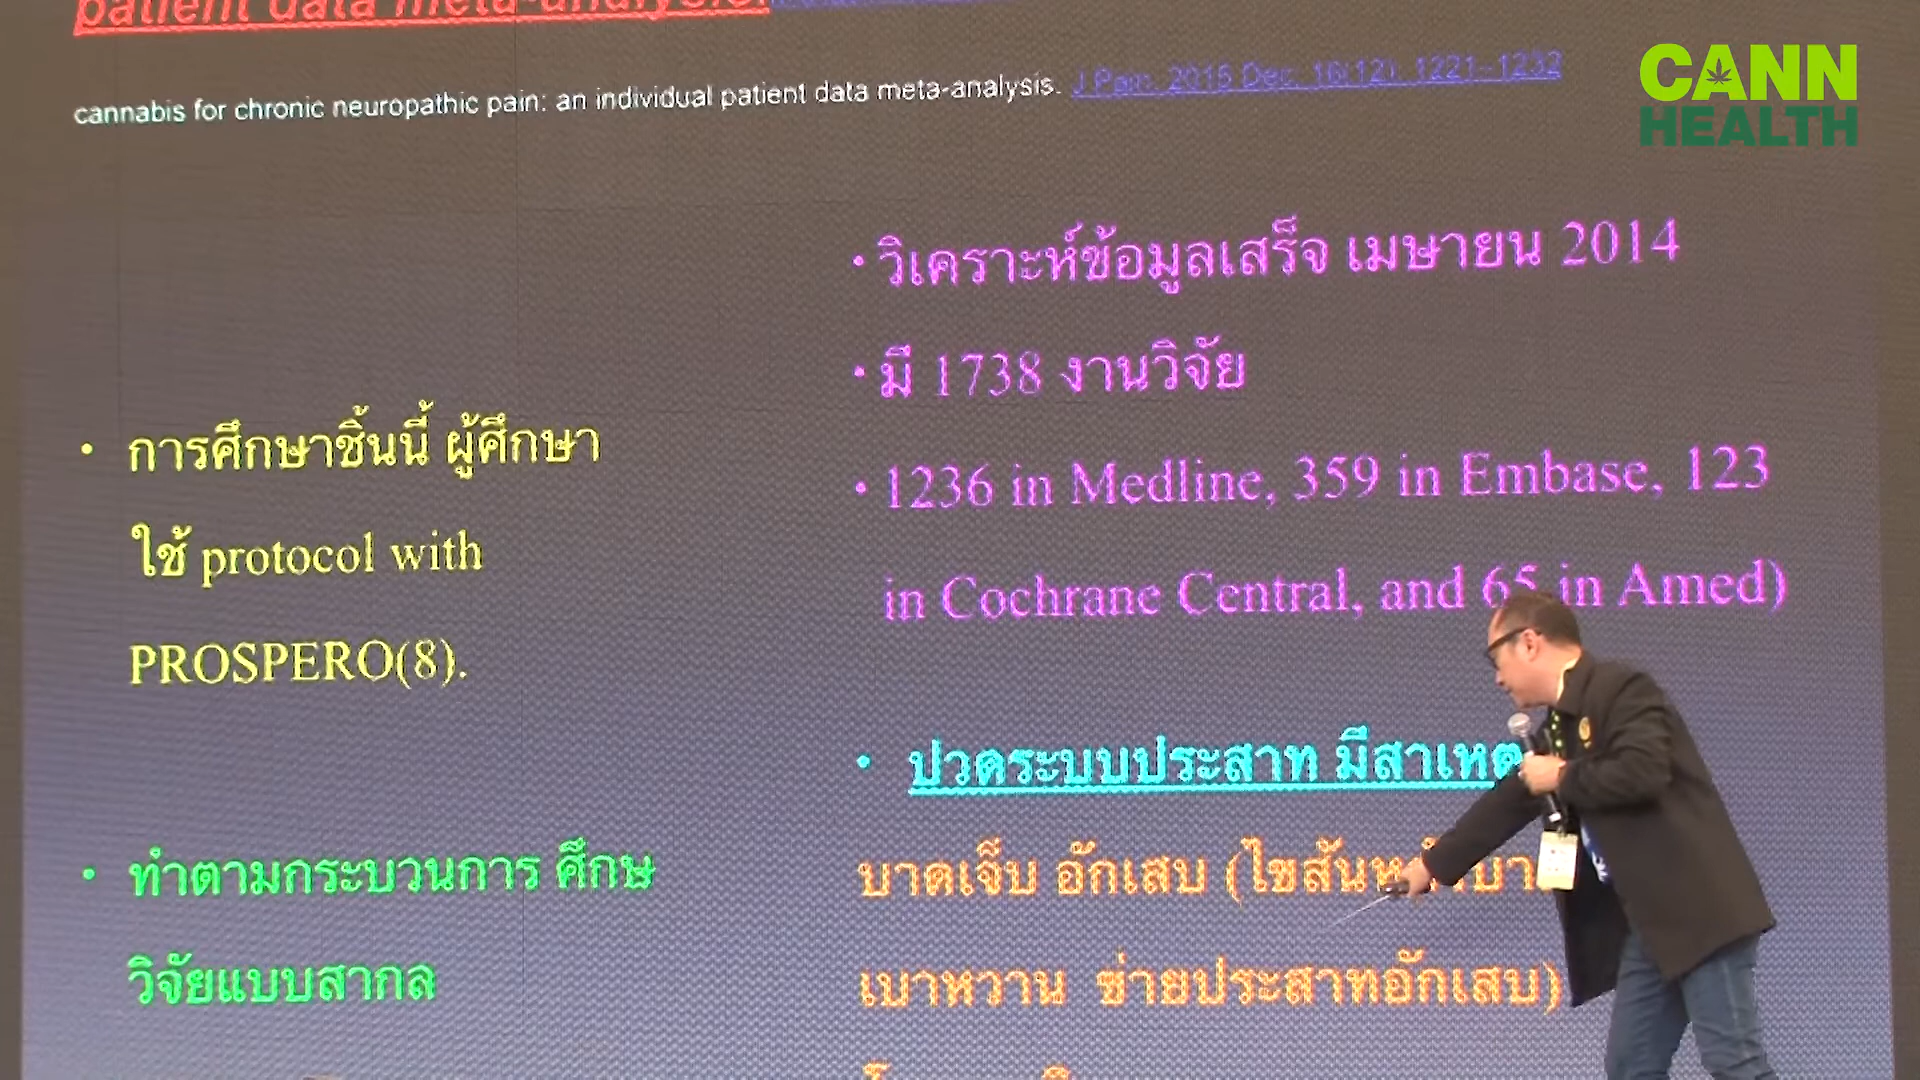 patient data meta-analysis.
cannabis for chronic neuropathic pain: an individual patient data meta-analysis. J Pain. 2015 Dec. 16(12). 1221-1232
CANN
HEALTH
• วิเคราะห์ข้อมูลเสร็จ เมษายน 2014
• มี 1738 งานวิจัย
• 1236 in Medline, 359 in Embase, 123
in Cochrane Central, and 65 in Amed)
• การศึกษาชิ้นนี้ ผู้ศึกษา
ใช้ protocol with
PROSPERO(8).
• ปวดระบบประสาท มีสาเหต
บาดเจ็บ อักเสบ
เบาหวาน ข่ายประสาทอักเสบ)
• ทำตามกระบวนการ ศึกษ
วิจัยแบบสากล